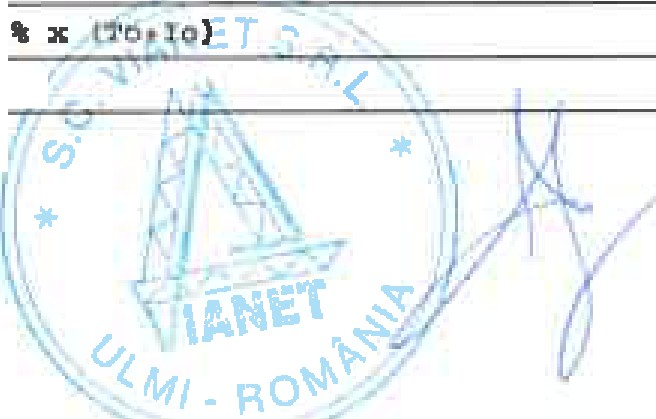 % x (To+Io)
S.C. VIANET S.R.L
IANET
ULMI - ROMÂNIA